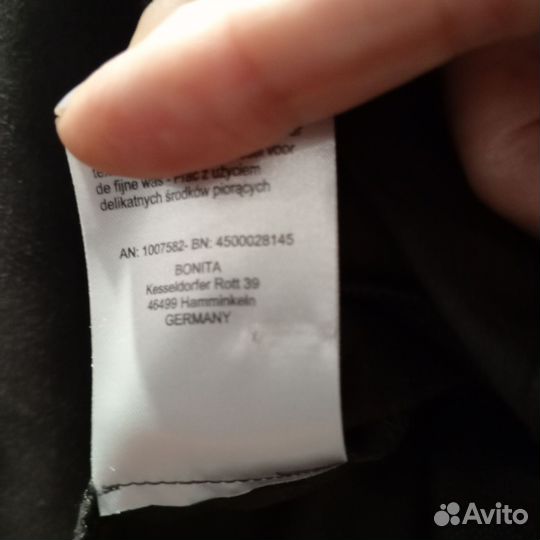 voor
de fijne was - Prać z użyciem
delikatnych środków piorących
AN: 1007582- BN: 4500028145
BONITA
Kesseldorfer Rott 39
46499 Hamminkeln
GERMANY
Avito